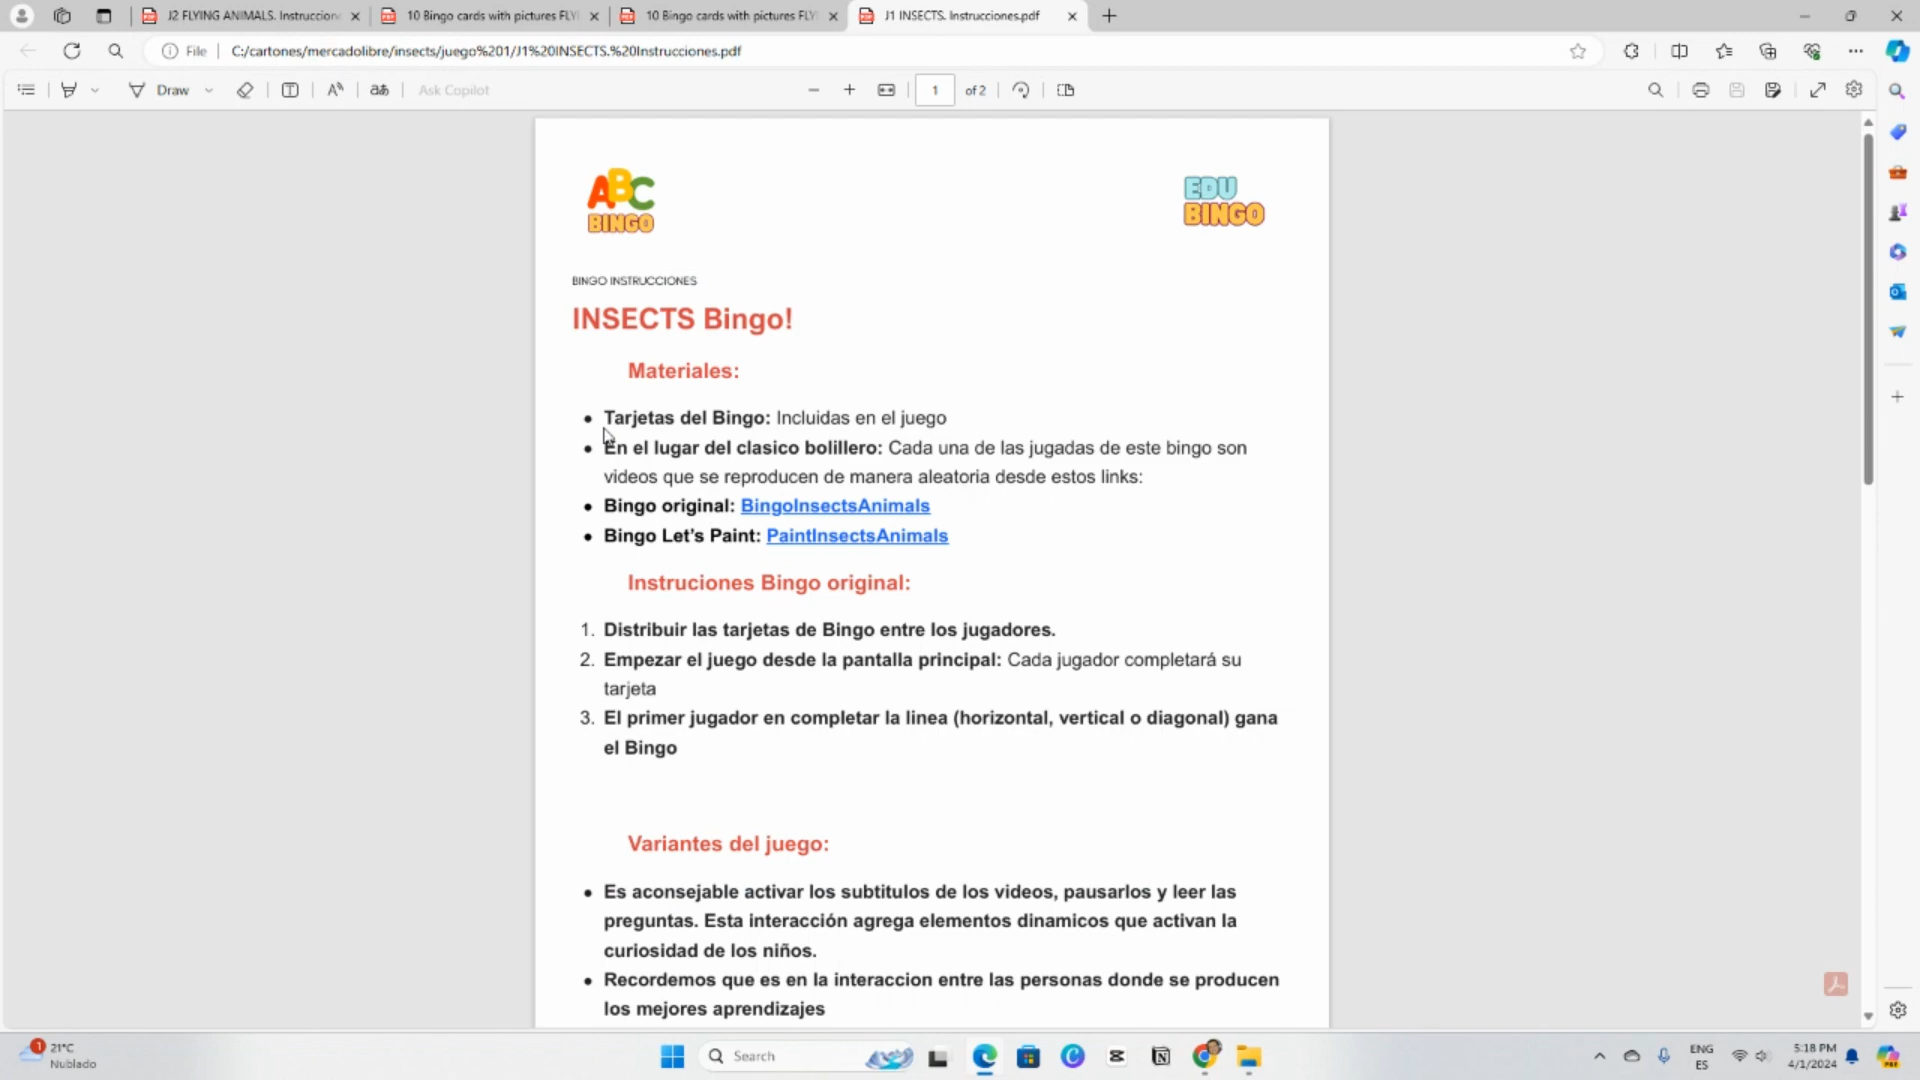 J2 FLYING ANIMALS. Instruccion
10 Bingo cards with pictures FLY
10 Bingo cards with pictures FLY
J1 INSECTS. Instrucciones.pdf
File
C:/cartones/mercadolibre/insects/juego%201/J1%20INSECTS.%20Instrucciones.pdf
Draw
Ask Copilot
1 of 2
ABC
BINGO
EDU
BINGO
BINGO INSTRUCCIONES
INSECTS Bingo!
Materiales:
• Tarjetas del Bingo: Incluidas en el juego
• En el lugar del clasico bolillero: Cada una de las jugadas de este bingo son
videos que se reproducen de manera aleatoria desde estos links:
• Bingo original: BingoInsectsAnimals
• Bingo Let's Paint: PaintInsectsAnimals
Instruciones Bingo original:
1. Distribuir las tarjetas de Bingo entre los jugadores.
2. Empezar el juego desde la pantalla principal: Cada jugador completará su
tarjeta
3. El primer jugador en completar la linea (horizontal, vertical o diagonal) gana
el Bingo
Variantes del juego:
• Es aconsejable activar los subtitulos de los videos, pausarlos y leer las
preguntas. Esta interacción agrega elementos dinamicos que activan la
curiosidad de los niños.
• Recordemos que es en la interaccion entre las personas donde se producen
los mejores aprendizajes
1
21°C
Nublado
Search
ENG
ES
5:18 PM
4/1/2024